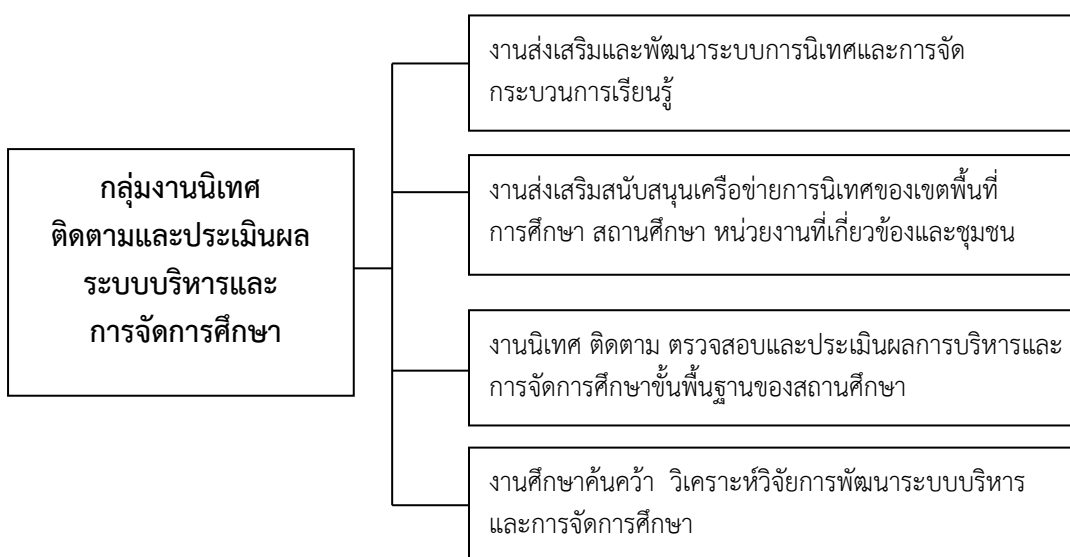 กลุ่มงานนิเทศ
ติดตามและประเมินผล
ระบบบริหารและ
การจัดการศึกษา
งานส่งเสริมและพัฒนาระบบการนิเทศและการจัด
กระบวนการเรียนรู้
งานส่งเสริมสนับสนุนเครือข่ายการนิเทศของเขตพื้นที่
การศึกษา สถานศึกษา หน่วยงานที่เกี่ยวข้องและชุมชน
งานนิเทศ ติดตาม ตรวจสอบและประเมินผลการบริหารและ
การจัดการศึกษาขั้นพื้นฐานของสถานศึกษา
งานศึกษาค้นคว้า วิเคราะห์วิจัยการพัฒนาระบบบริหาร
และการจัดการศึกษา